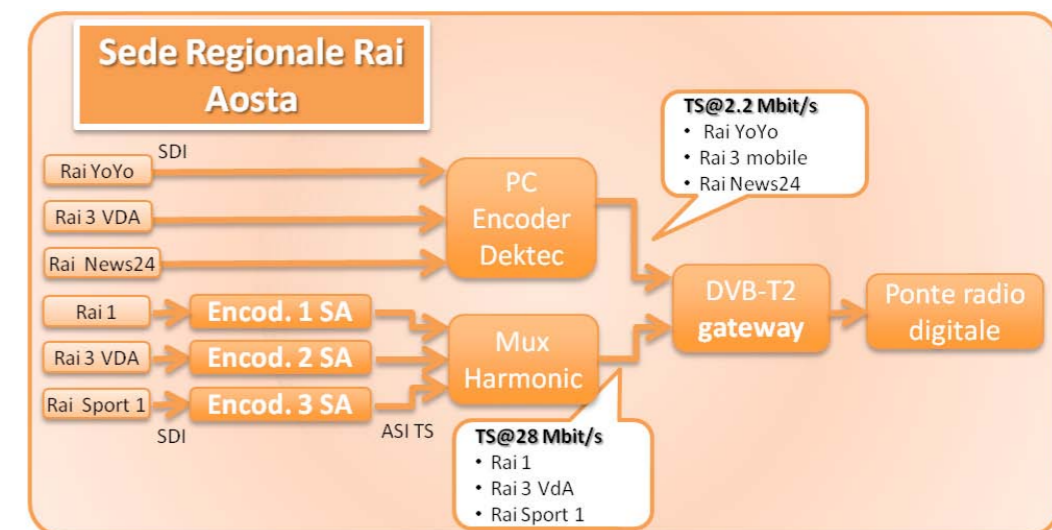 Sede Regionale Rai
Aosta
SDI
Rai YoYo
Rai 3 VDA
Rai News24
Rai 1
Rai 3 VDA
Rai Sport 1
SDI
Encod. 1 SA
Encod. 2 SA
Encod. 3 SA
ASI TS
PC
Encoder
Dektec
Mux
Harmonic
TS@2.2 Mbit/s
• Rai YoYo
• Rai 3 mobile
• Rai News24
TS@28 Mbit/s
• Rai 1
• Rai 3 VdA
• Rai Sport 1
DVB-T2
gateway
Ponte radio
digitale